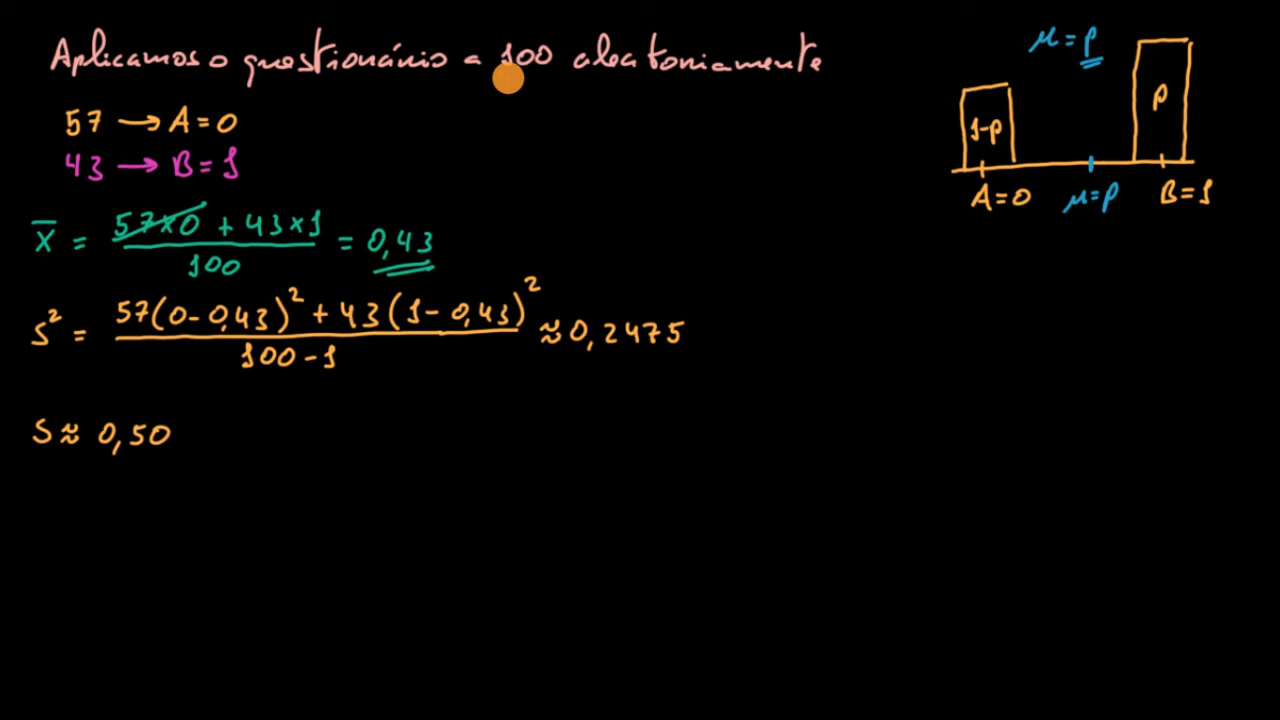 Aplicamos o questionário a 100 aleatoriamente
57 → A = 0
43 → B = 1
x̄ = (57×0 + 43×1) / 100 = 0,43
S² = (57(0 - 0,43)² + 43(1 - 0,43)²) / (100 - 1) ≈ 0,2475
S ≈ 0,50
μ = p
1-p
p
A=0
μ=p
B=1